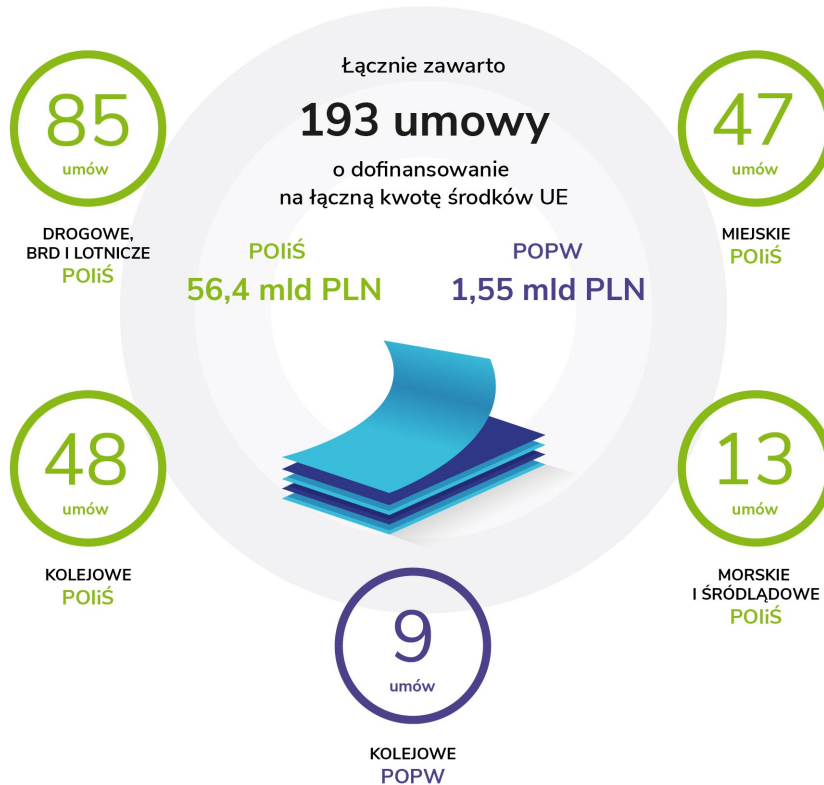 Łącznie zawarto
193 umowy
o dofinansowanie
na łączną kwotę środków UE
POIiŚ
56,4 mld PLN
POPW
1,55 mld PLN
85
umów
DROGOWE,
BRD I LOTNICZE
POIiŚ
47
umów
MIEJSKIE
POIiŚ
48
umów
KOLEJOWE
POIiŚ
13
umów
MORSKIE
I ŚRÓDLĄDOWE
POIiŚ
9
umów
KOLEJOWE
POPW